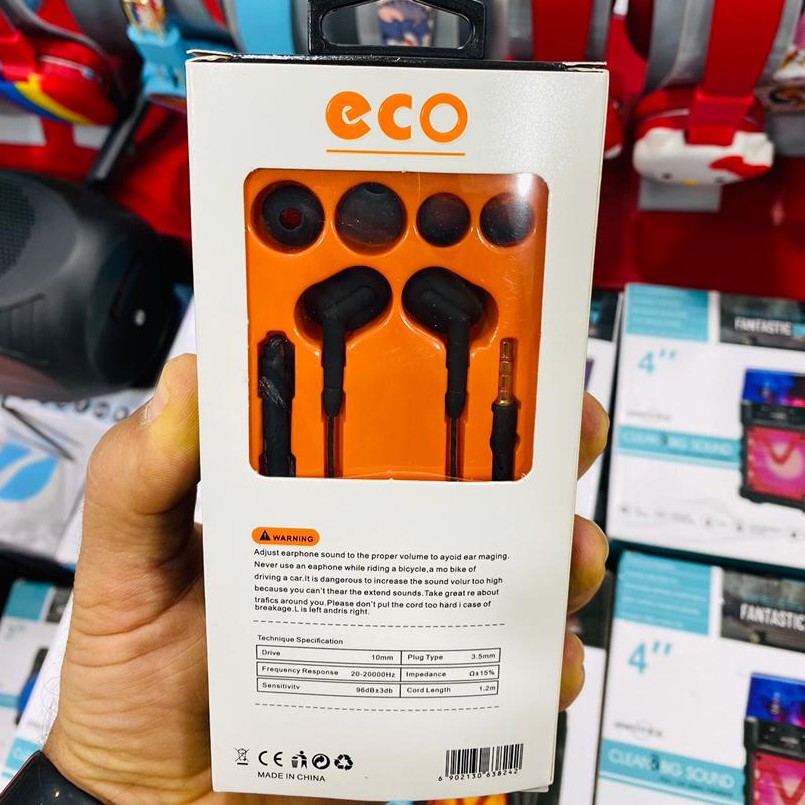 eco
WARNING
Adjust earphone sound to the proper volume to ayoid ear maging.
Never use an eaphone while riding a bicycle,a mo bike of
driving a car.It is dangerous to increase the sound volur too high
because you can't thear the extend sounds.Take great re about
trafics around you.Please don't put the cord too hard i case of
breakage.L is left andris right.
Technique Specification
Drive 10mm Plug Type 3.5mm
Frequency Response 20-20000Hz Impedance Ω±15%
Sensitivitv 96dB±3db Cord Length 1.2m
CE
MADE IN CHINA
6 902130 638242
FANTASTIC
4"
CLEAN&BIG SOUND
FANTASTIC
4"
CLEAN&BIG SOUND